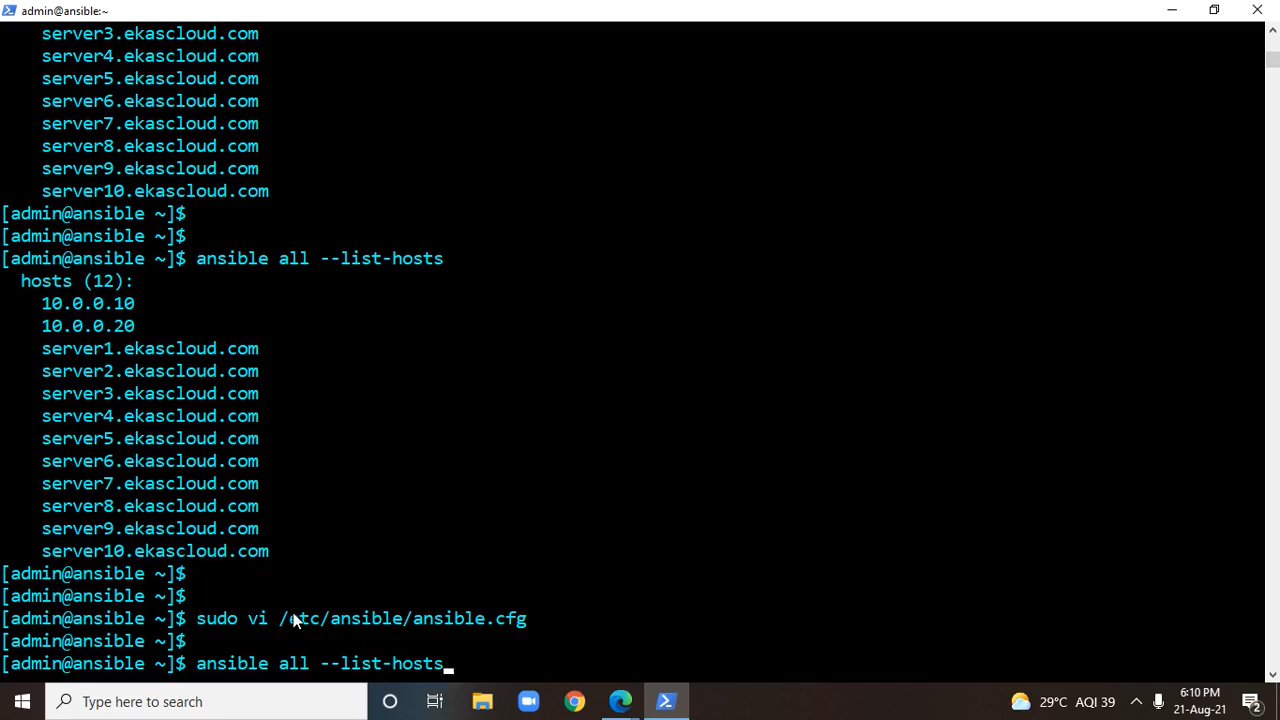 admin@ansible:~
server3.ekascloud.com
server4.ekascloud.com
server5.ekascloud.com
server6.ekascloud.com
server7.ekascloud.com
server8.ekascloud.com
server9.ekascloud.com
server10.ekascloud.com
[admin@ansible ~]$
[admin@ansible ~]$
[admin@ansible ~]$ ansible all --list-hosts
hosts (12):
10.0.0.10
10.0.0.20
server1.ekascloud.com
server2.ekascloud.com
server3.ekascloud.com
server4.ekascloud.com
server5.ekascloud.com
server6.ekascloud.com
server7.ekascloud.com
server8.ekascloud.com
server9.ekascloud.com
server10.ekascloud.com
[admin@ansible ~]$
[admin@ansible ~]$
[admin@ansible ~]$ sudo vi /etc/ansible/ansible.cfg
[admin@ansible ~]$
[admin@ansible ~]$ ansible all --list-hosts
Type here to search
29°C AQI 39
6:10 PM
21-Aug-21
2